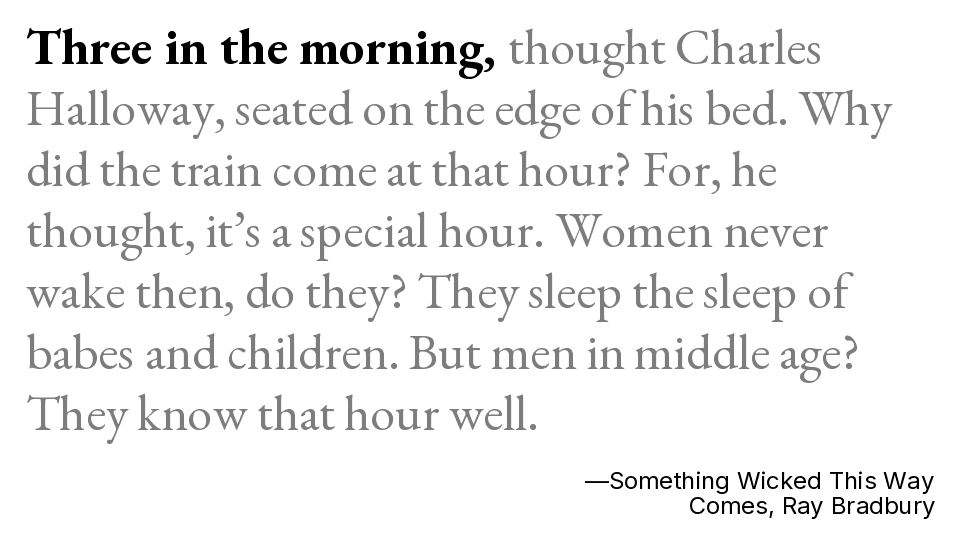 Three in the morning, thought Charles
Halloway, seated on the edge of his bed. Why
did the train come at that hour? For, he
thought, it’s a special hour. Women never
wake then, do they? They sleep the sleep of
babes and children. But men in middle age?
They know that hour well.
—Something Wicked This Way
Comes, Ray Bradbury